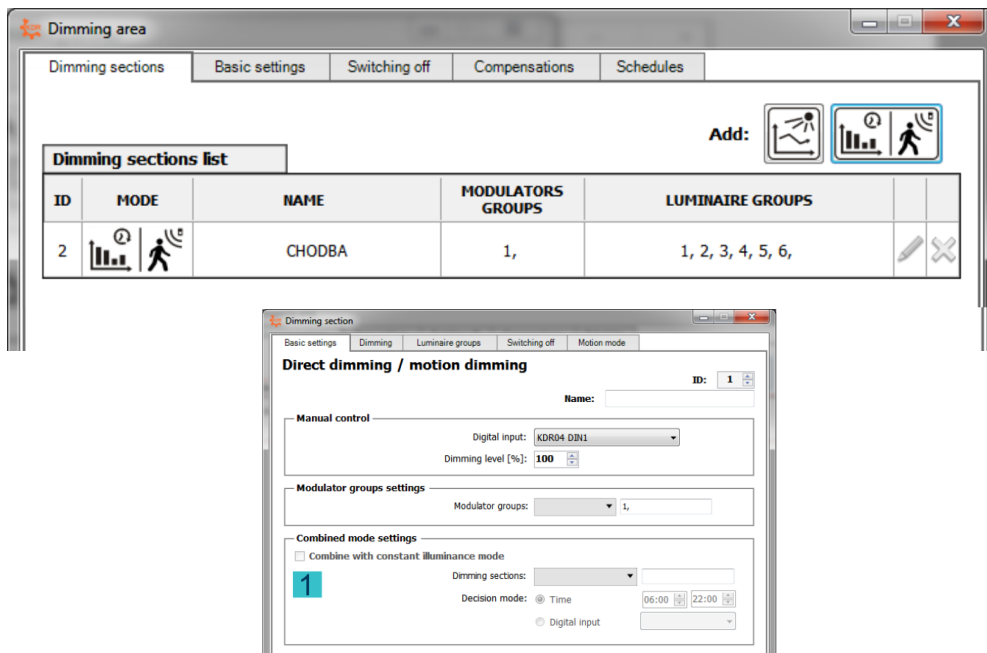 Dimming area
Dimming sections Basic settings Switching off Compensations Schedules
Add:
Dimming sections list
ID MODE NAME MODULATORS GROUPS LUMINAIRE GROUPS
2 CHODBA 1, 1, 2, 3, 4, 5, 6,
Dimming section
Basic settings Dimming Luminaire groups Switching off Motion mode
Direct dimming / motion dimming
ID: 1
Name:
Manual control
Digital input: KDR04 DIN1
Dimming level [%]: 100
Modulator groups settings
Modulator groups: 1,
Combined mode settings
Combine with constant illuminance mode
1
Dimming sections:
Decision mode: Time 06:00 22:00
Digital input